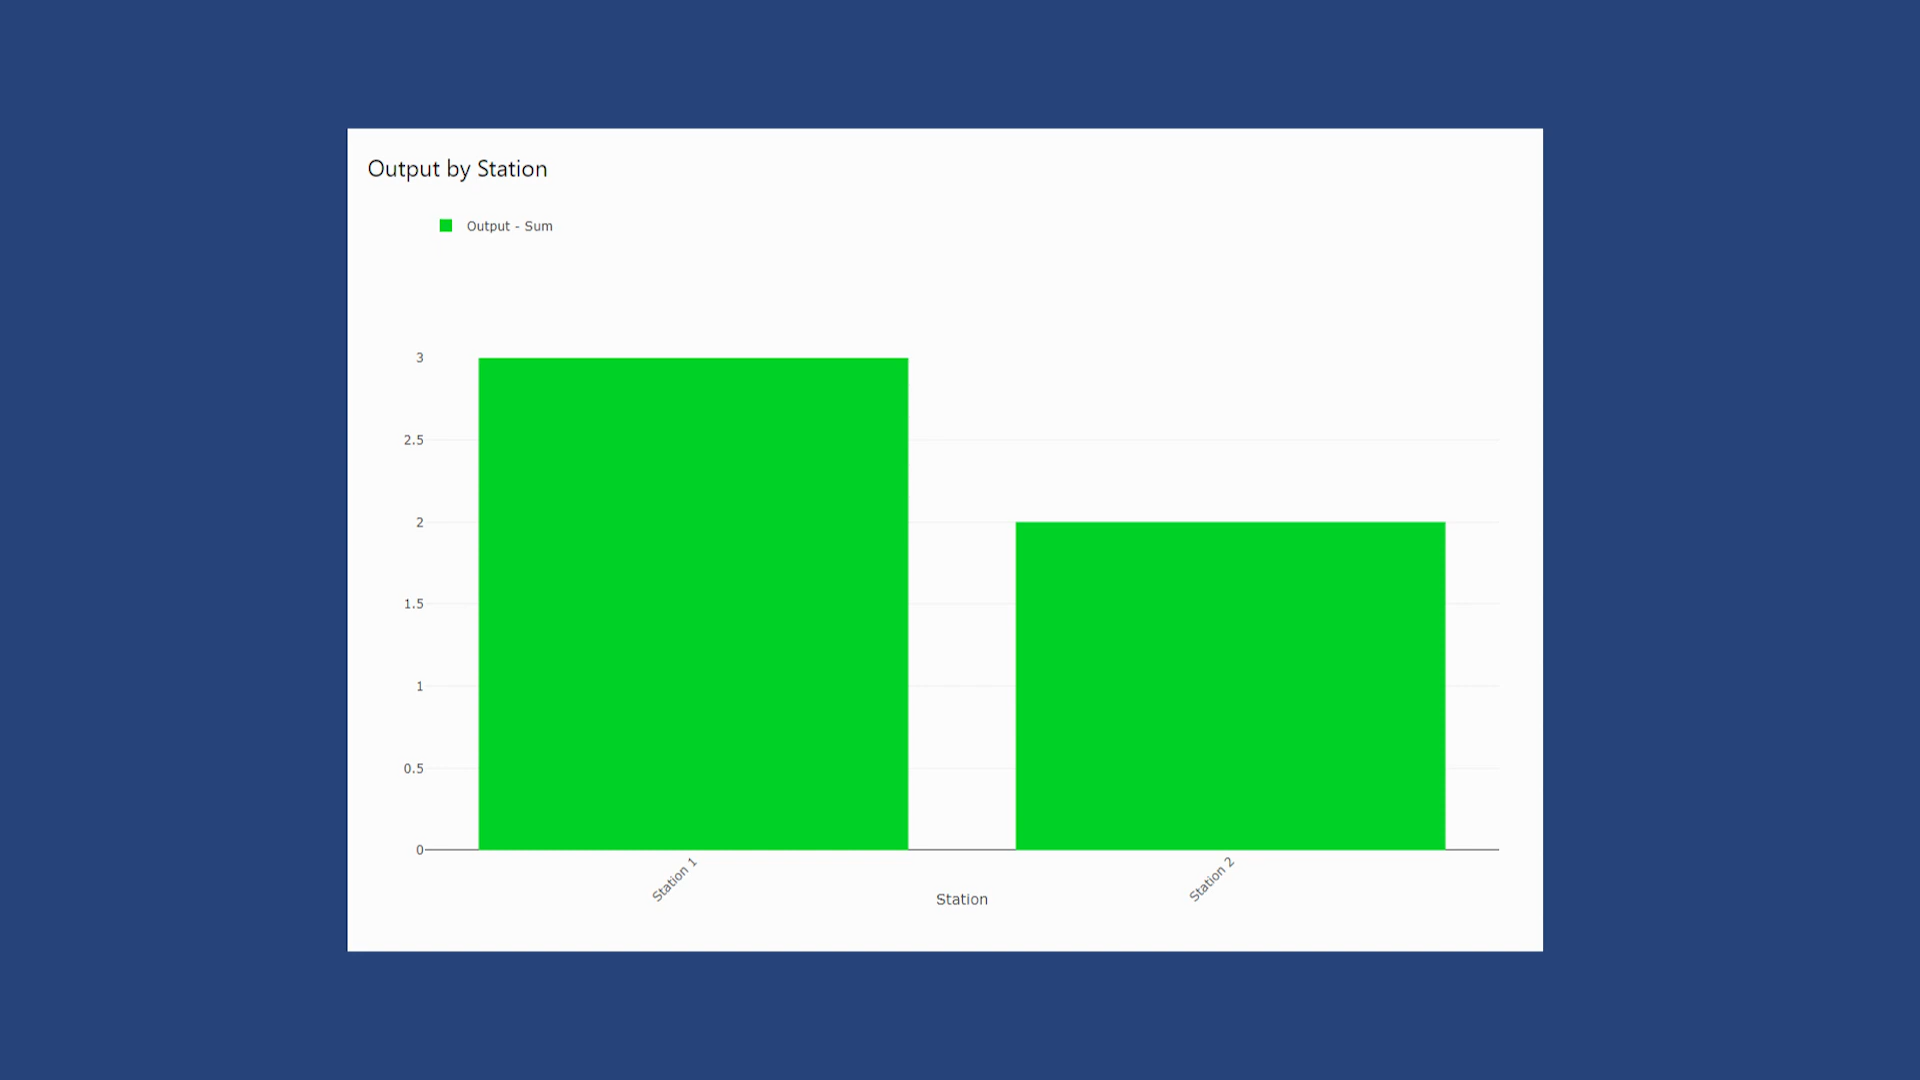 Output by Station
Output - Sum
3
2.5
2
1.5
1
0.5
0
Station 1
Station 2
Station